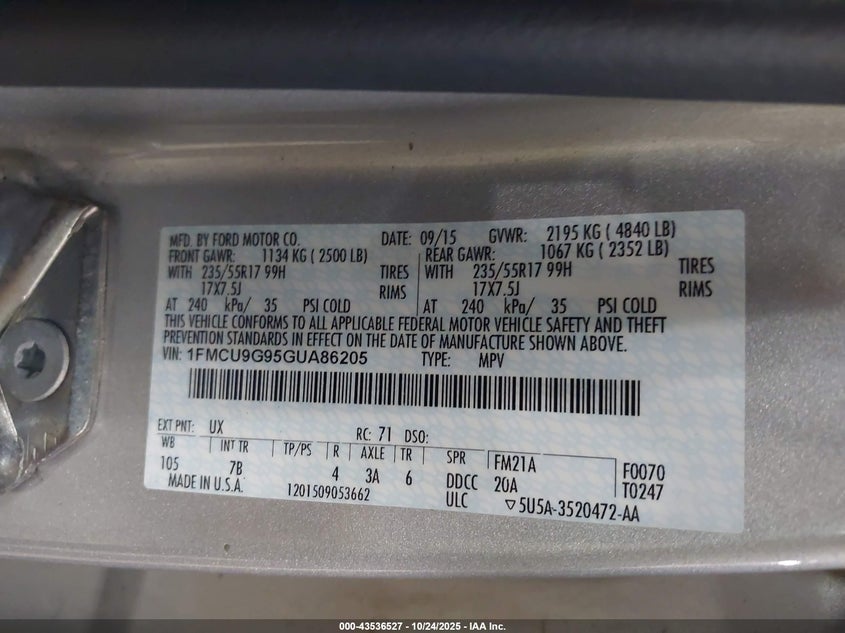 MFD. BY FORD MOTOR CO. DATE: 09/15 GVWR: 2195 KG ( 4840 LB)
FRONT GAWR: 1134 KG ( 2500 LB) REAR GAWR: 1067 KG ( 2352 LB)
WITH 235/55R17 99H TIRES WITH 235/55R17 99H TIRES
17X7.5J RIMS 17X7.5J RIMS
AT 240 kPa/ 35 PSI COLD AT 240 kPa/ 35 PSI COLD
THIS VEHICLE CONFORMS TO ALL APPLICABLE FEDERAL MOTOR VEHICLE SAFETY AND THEFT
PREVENTION STANDARDS IN EFFECT ON THE DATE OF MANUFACTURE SHOWN ABOVE.
VIN: 1FMCU9G95GUA86205 TYPE: MPV
EXT PNT: UX RC: 71 DSO:
WB INT TR TP/PS R AXLE TR SPR FM21A F0070
105 7B 4 3A 6 DDCC 20A T0247
MADE IN U.S.A. 1201509053662 ULC ▽5U5A-3520472-AA
000-43536527 - 10/24/2025 - IAA Inc.